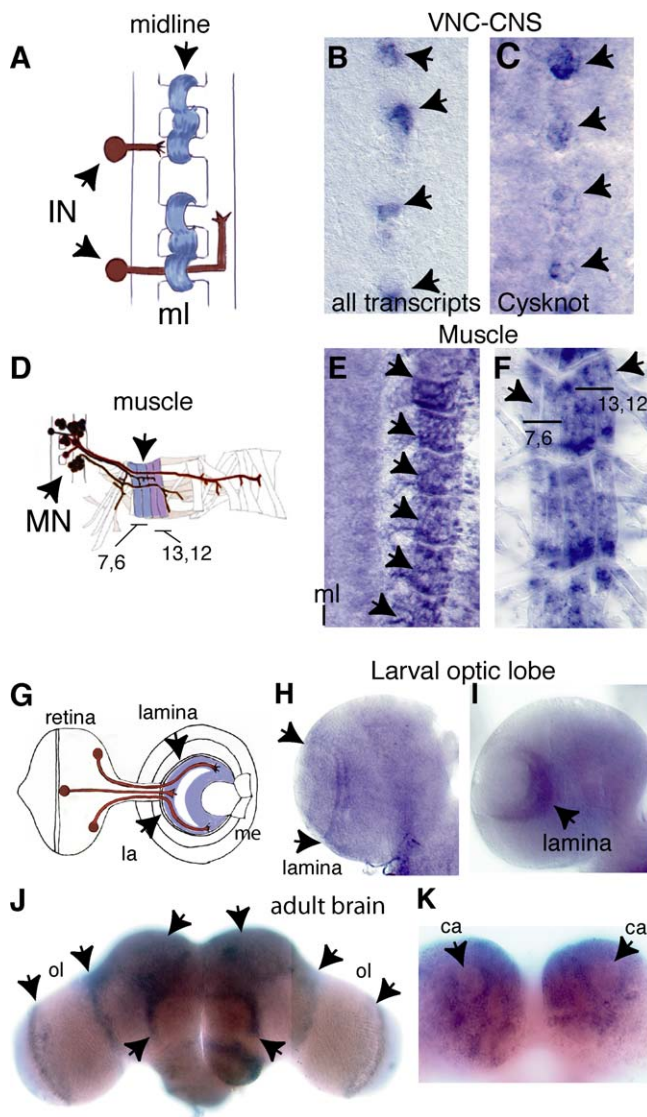 midline
VNC-CNS
A
B
C
IN
ml
all transcripts
Cysknot
Muscle
D
E
F
muscle
MN
7,6
13,12
7,6
13,12
ml
Larval optic lobe
G
H
I
retina
lamina
la
me
lamina
lamina
J
adult brain
K
ol
ol
ca
ca